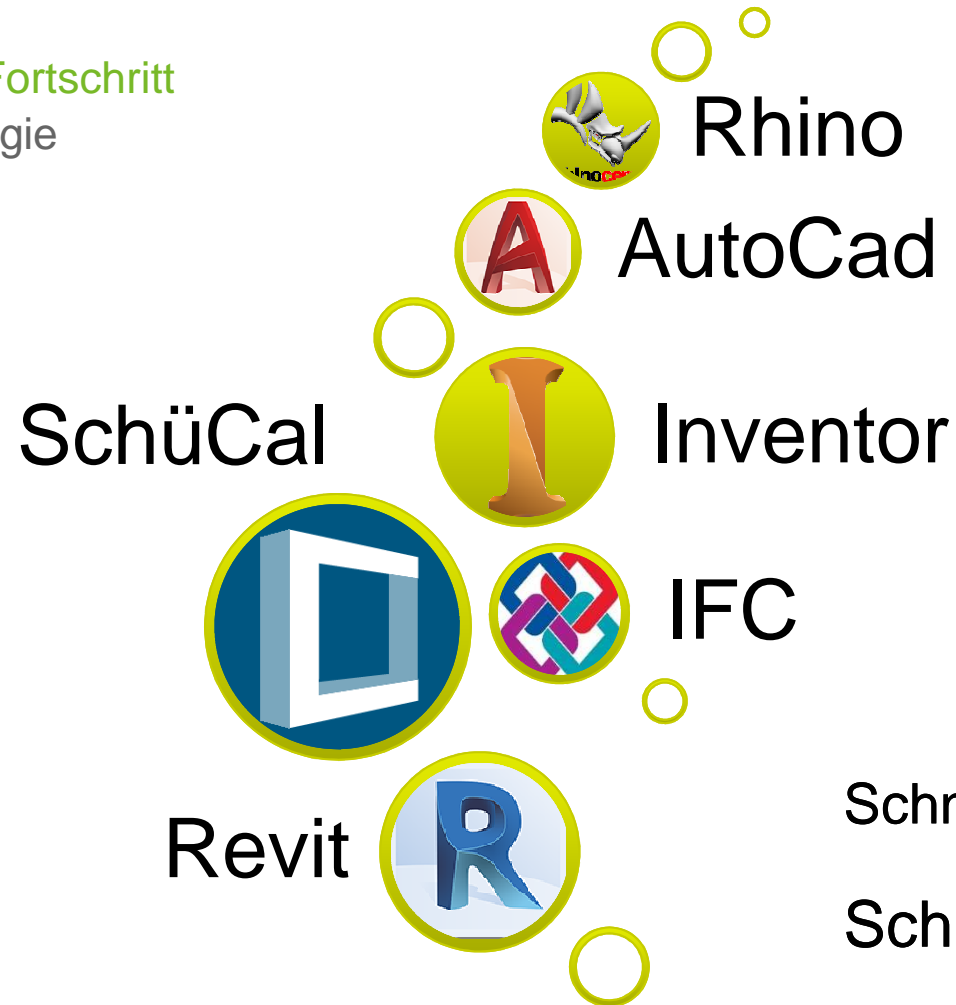 Fortschritt
gie
Rhino
AutoCad
SchüCal
Inventor
IFC
Revit
Sch